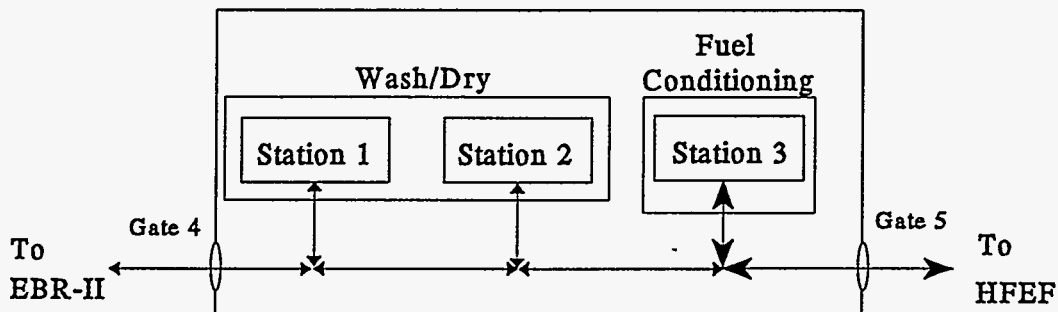 Fuel
Conditioning
Wash/Dry
Station 1
Station 2
Station 3
Gate 4
Gate 5
To
EBR-II
To
HFEF